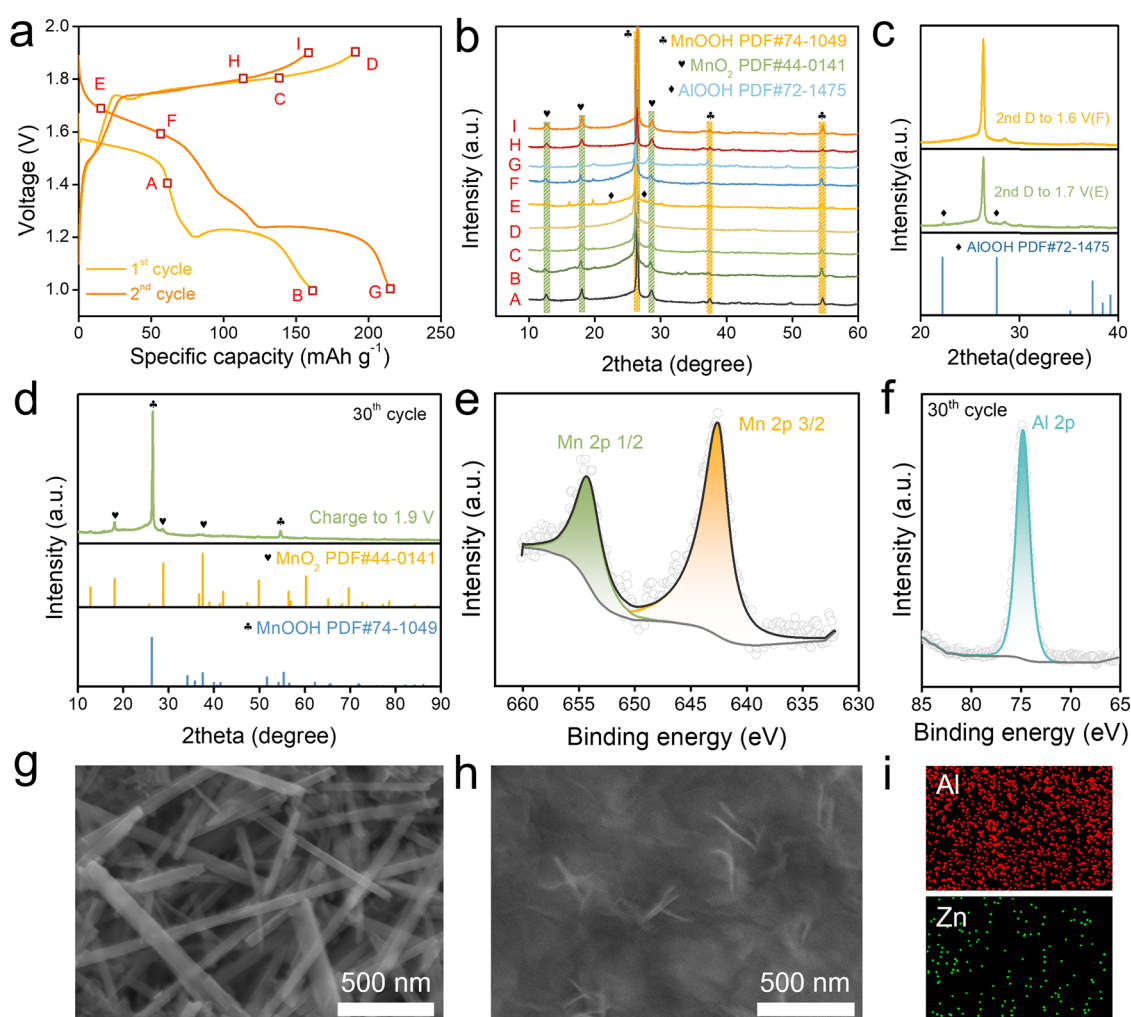 a
2.0
1.8
1.6
1.4
1.2
1.0
Voltage (V)
E
F
A
H
I
C
D
B
G
1st cycle
2nd cycle
0 50 100 150 200 250
Specific capacity (mAh g-1)
b
♣
♣ MnOOH PDF#74-1049
♥ MnO2 PDF#44-0141
♦ AlOOH PDF#72-1475
♥ ♥ ♥ ♣ ♣
♦ ♦
I
H
G
F
E
D
C
B
A
Intensity (a.u.)
10 20 30 40 50 60
2theta (degree)
c
2nd D to 1.6 V(F)
2nd D to 1.7 V(E)
♦ ♦
♦ AlOOH PDF#72-1475
Intensity(a.u.)
20 30 40
2theta(degree)
d
♣
30th cycle
♥ ♥ ♥ ♣
Charge to 1.9 V
♥ MnO2 PDF#44-0141
♣ MnOOH PDF#74-1049
Intensity (a.u.)
10 20 30 40 50 60 70 80 90
2theta (degree)
e
Mn 2p 1/2
Mn 2p 3/2
Intensity (a.u.)
660 655 650 645 640 635 630
Binding energy (eV)
f
30th cycle
Al 2p
Intensity (a.u.)
85 80 75 70 65
Binding energy (eV)
g
500 nm
h
500 nm
i
Al
Zn